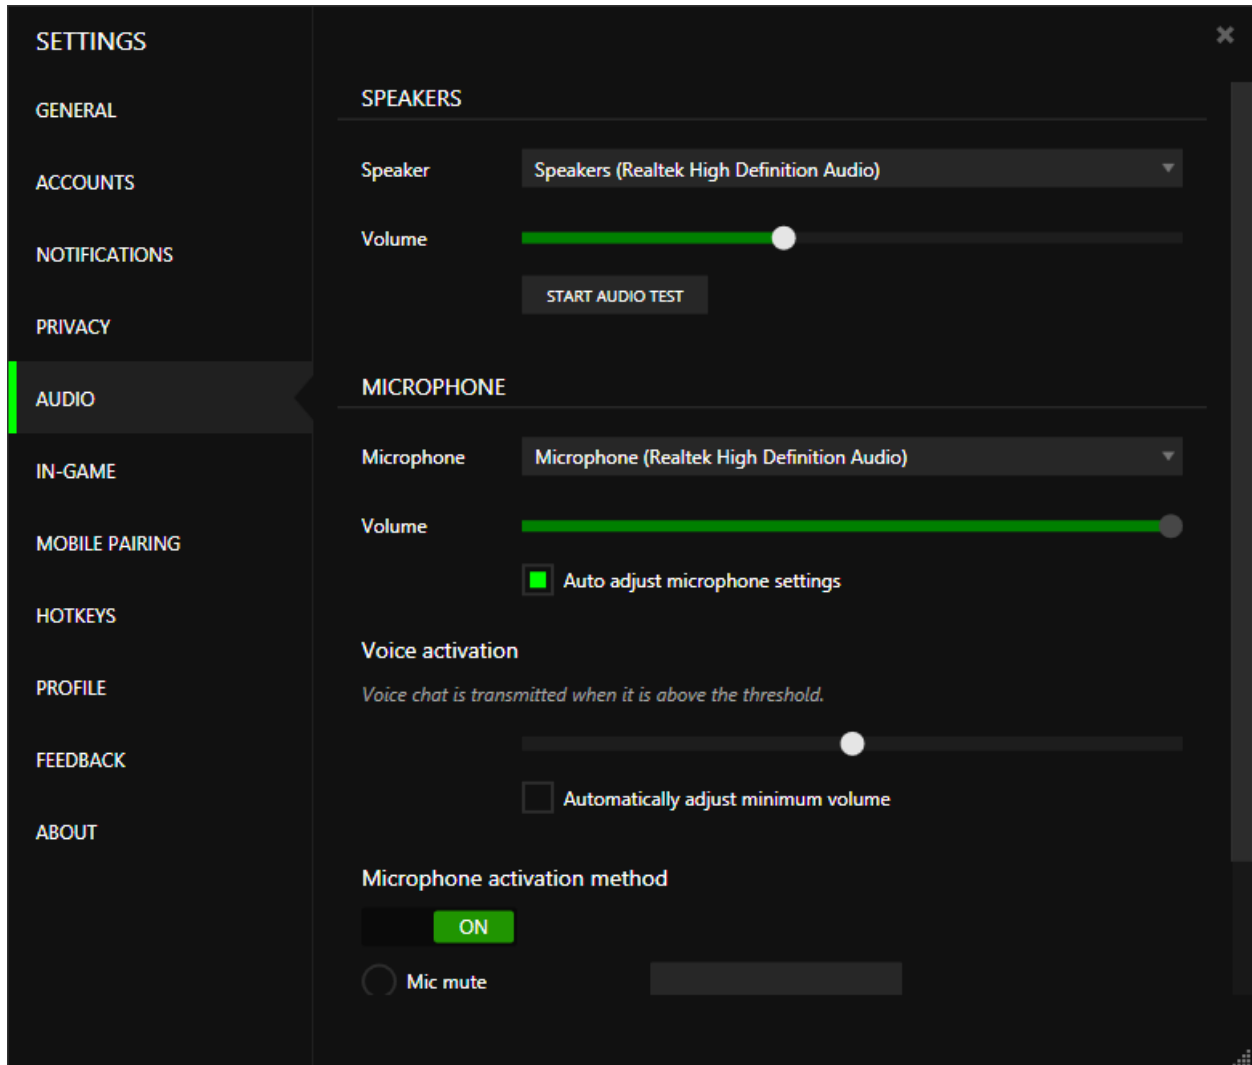 SETTINGS
GENERAL
ACCOUNTS
NOTIFICATIONS
PRIVACY
AUDIO
IN-GAME
MOBILE PAIRING
HOTKEYS
PROFILE
FEEDBACK
ABOUT
SPEAKERS
Speaker Speakers (Realtek High Definition Audio)
Volume
START AUDIO TEST
MICROPHONE
Microphone Microphone (Realtek High Definition Audio)
Volume
Auto adjust microphone settings
Voice activation
Voice chat is transmitted when it is above the threshold.
Automatically adjust minimum volume
Microphone activation method
ON
Mic mute